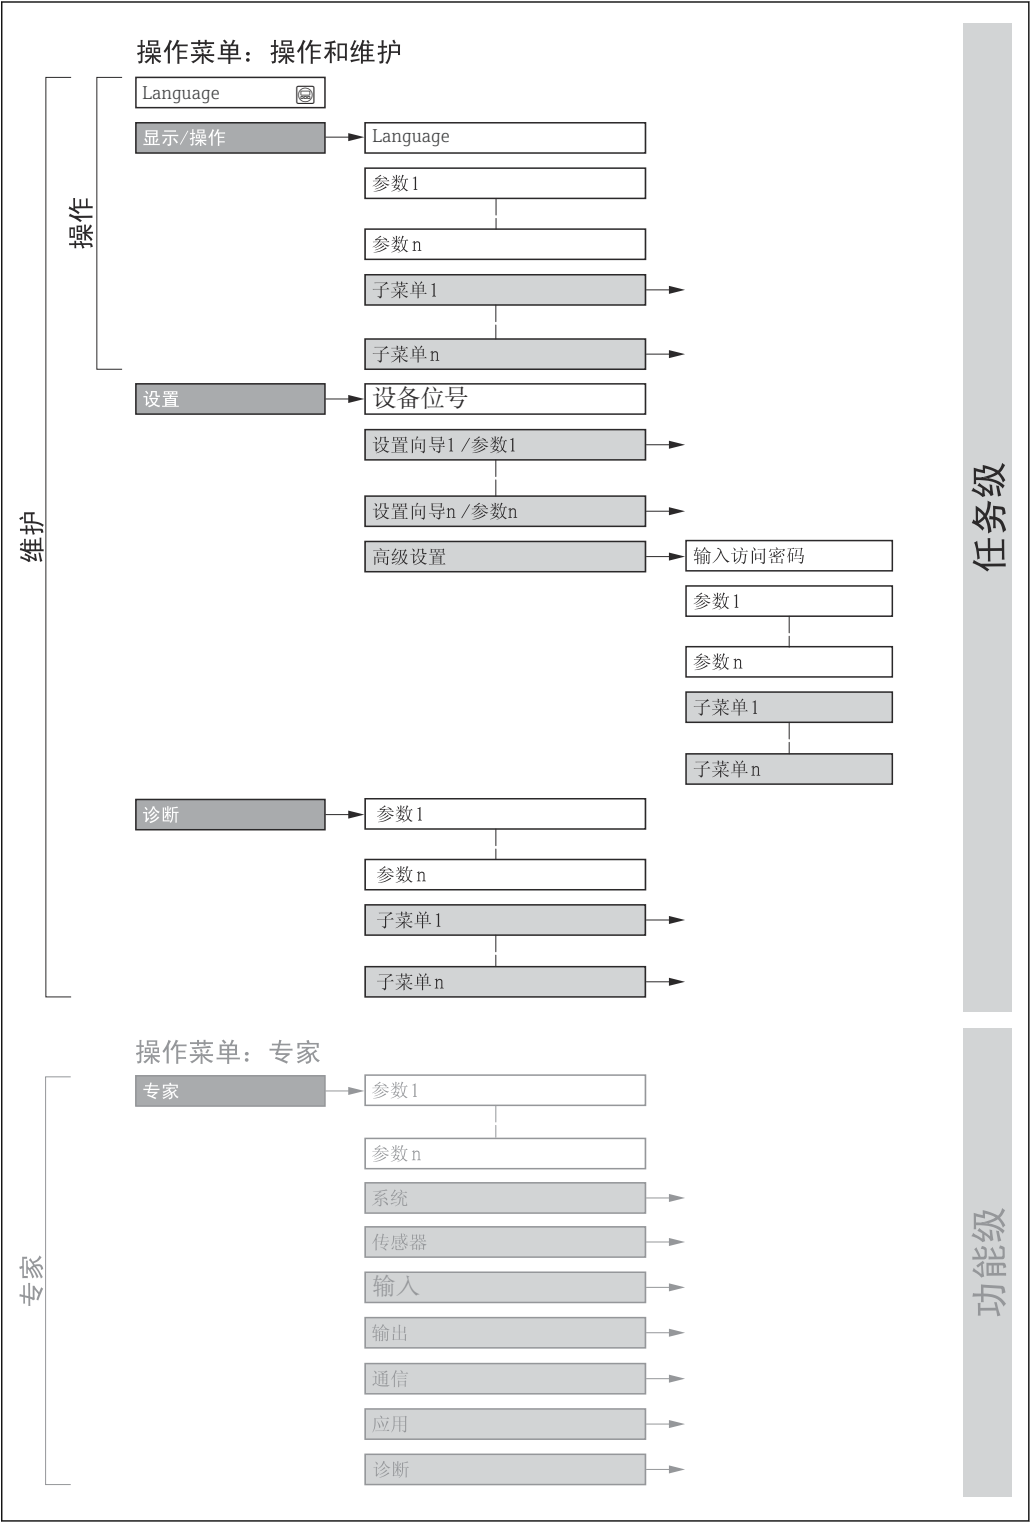 操作菜单：操作和维护
Language
显示/操作
Language
参数1
参数n
子菜单1
子菜单n
操作
设置
设备位号
设置向导1 /参数1
设置向导n /参数n
高级设置
输入访问密码
参数1
参数n
子菜单1
子菜单n
维护
任务级
诊断
参数1
参数n
子菜单1
子菜单n
操作菜单：专家
专家
参数1
参数n
系统
传感器
输入
输出
通信
应用
诊断
专家
功能级